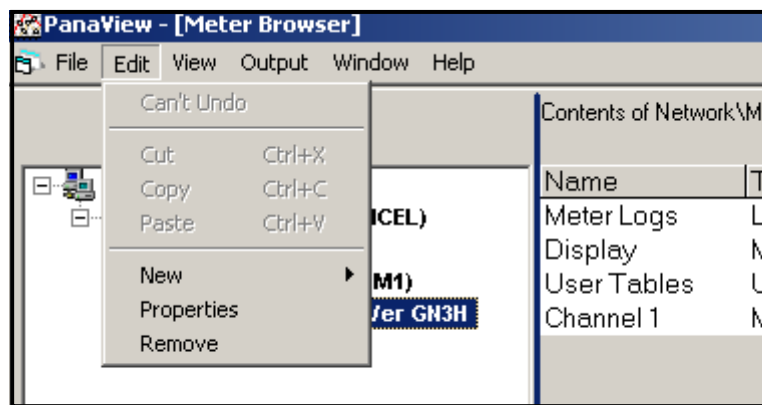 PanaView - [Meter Browser]
File Edit View Output Window Help
Can't Undo
Cut Ctrl+X
Copy Ctrl+C
Paste Ctrl+V
New
Properties
Remove
M1)
Ver GN3H
Contents of Network\M
Name
Meter Logs
Display
User Tables
Channel 1